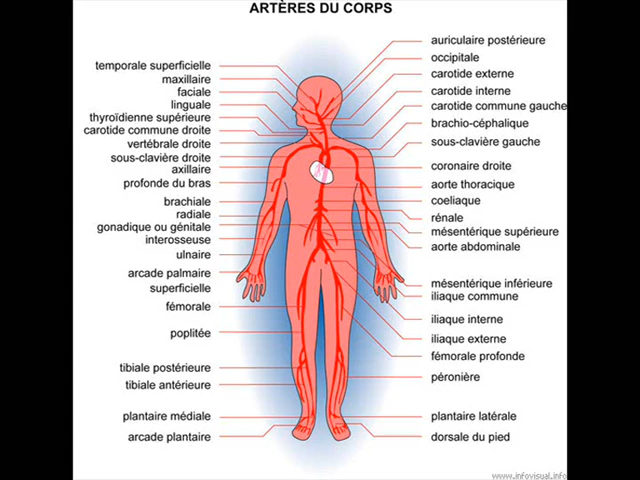 ARTÈRES DU CORPS
temporale superficielle
maxillaire
faciale
linguale
thyroïdienne supérieure
carotide commune droite
vertébrale droite
sous-clavière droite
axillaire
profonde du bras
brachiale
radiale
gonadique ou génitale
interosseuse
ulnaire
arcade palmaire
superficielle
fémorale
poplitée
tibiale postérieure
tibiale antérieure
plantaire médiale
arcade plantaire
auriculaire postérieure
occipitale
carotide externe
carotide interne
carotide commune gauche
brachio-céphalique
sous-clavière gauche
coronaire droite
aorte thoracique
coeliaque
rénale
mésentérique supérieure
aorte abdominale
mésentérique inférieure
iliaque commune
iliaque interne
iliaque externe
fémorale profonde
péronière
plantaire latérale
dorsale du pied
www.infovisual.info